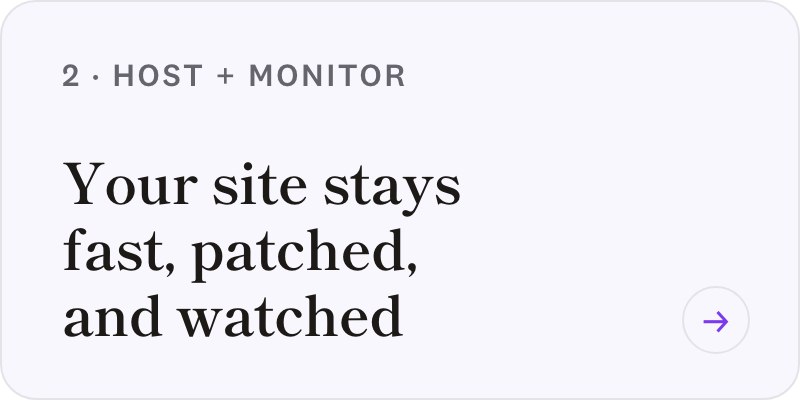 2 · HOST + MONITOR
Your site stays
fast, patched,
and watched